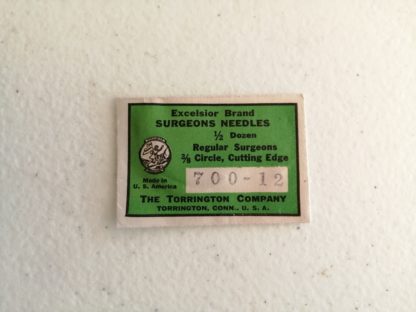 Excelsior Brand
SURGEONS NEEDLES
½ Dozen
Regular Surgeons
⅜ Circle, Cutting Edge
Made in
U. S. America
700-12
THE TORRINGTON COMPANY
TORRINGTON, CONN., U. S. A.